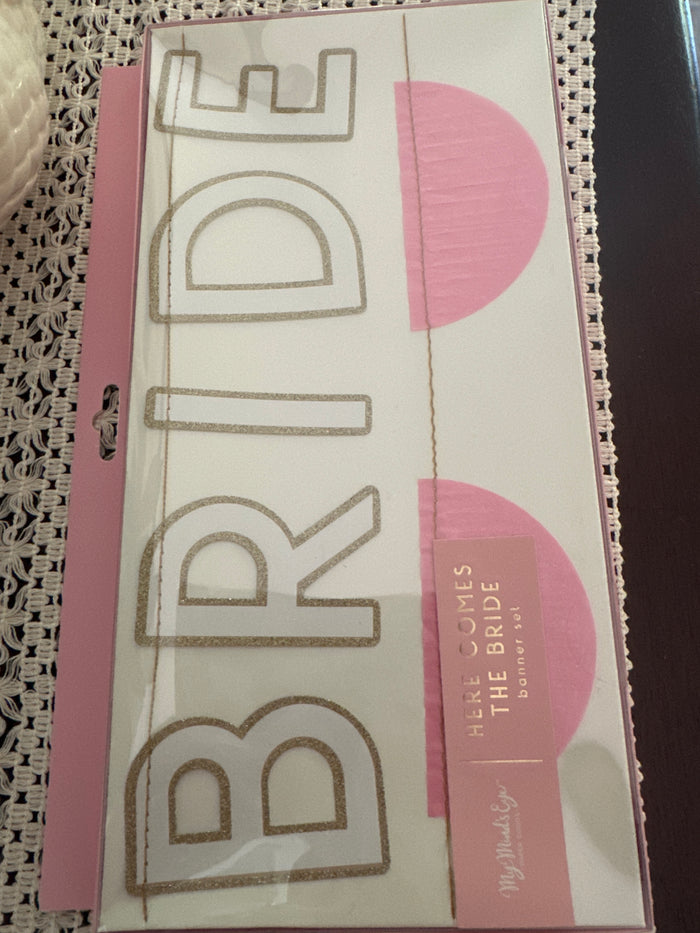 BRIDE
HERE COMES
THE BRIDE
banner set
My Mind's Eye